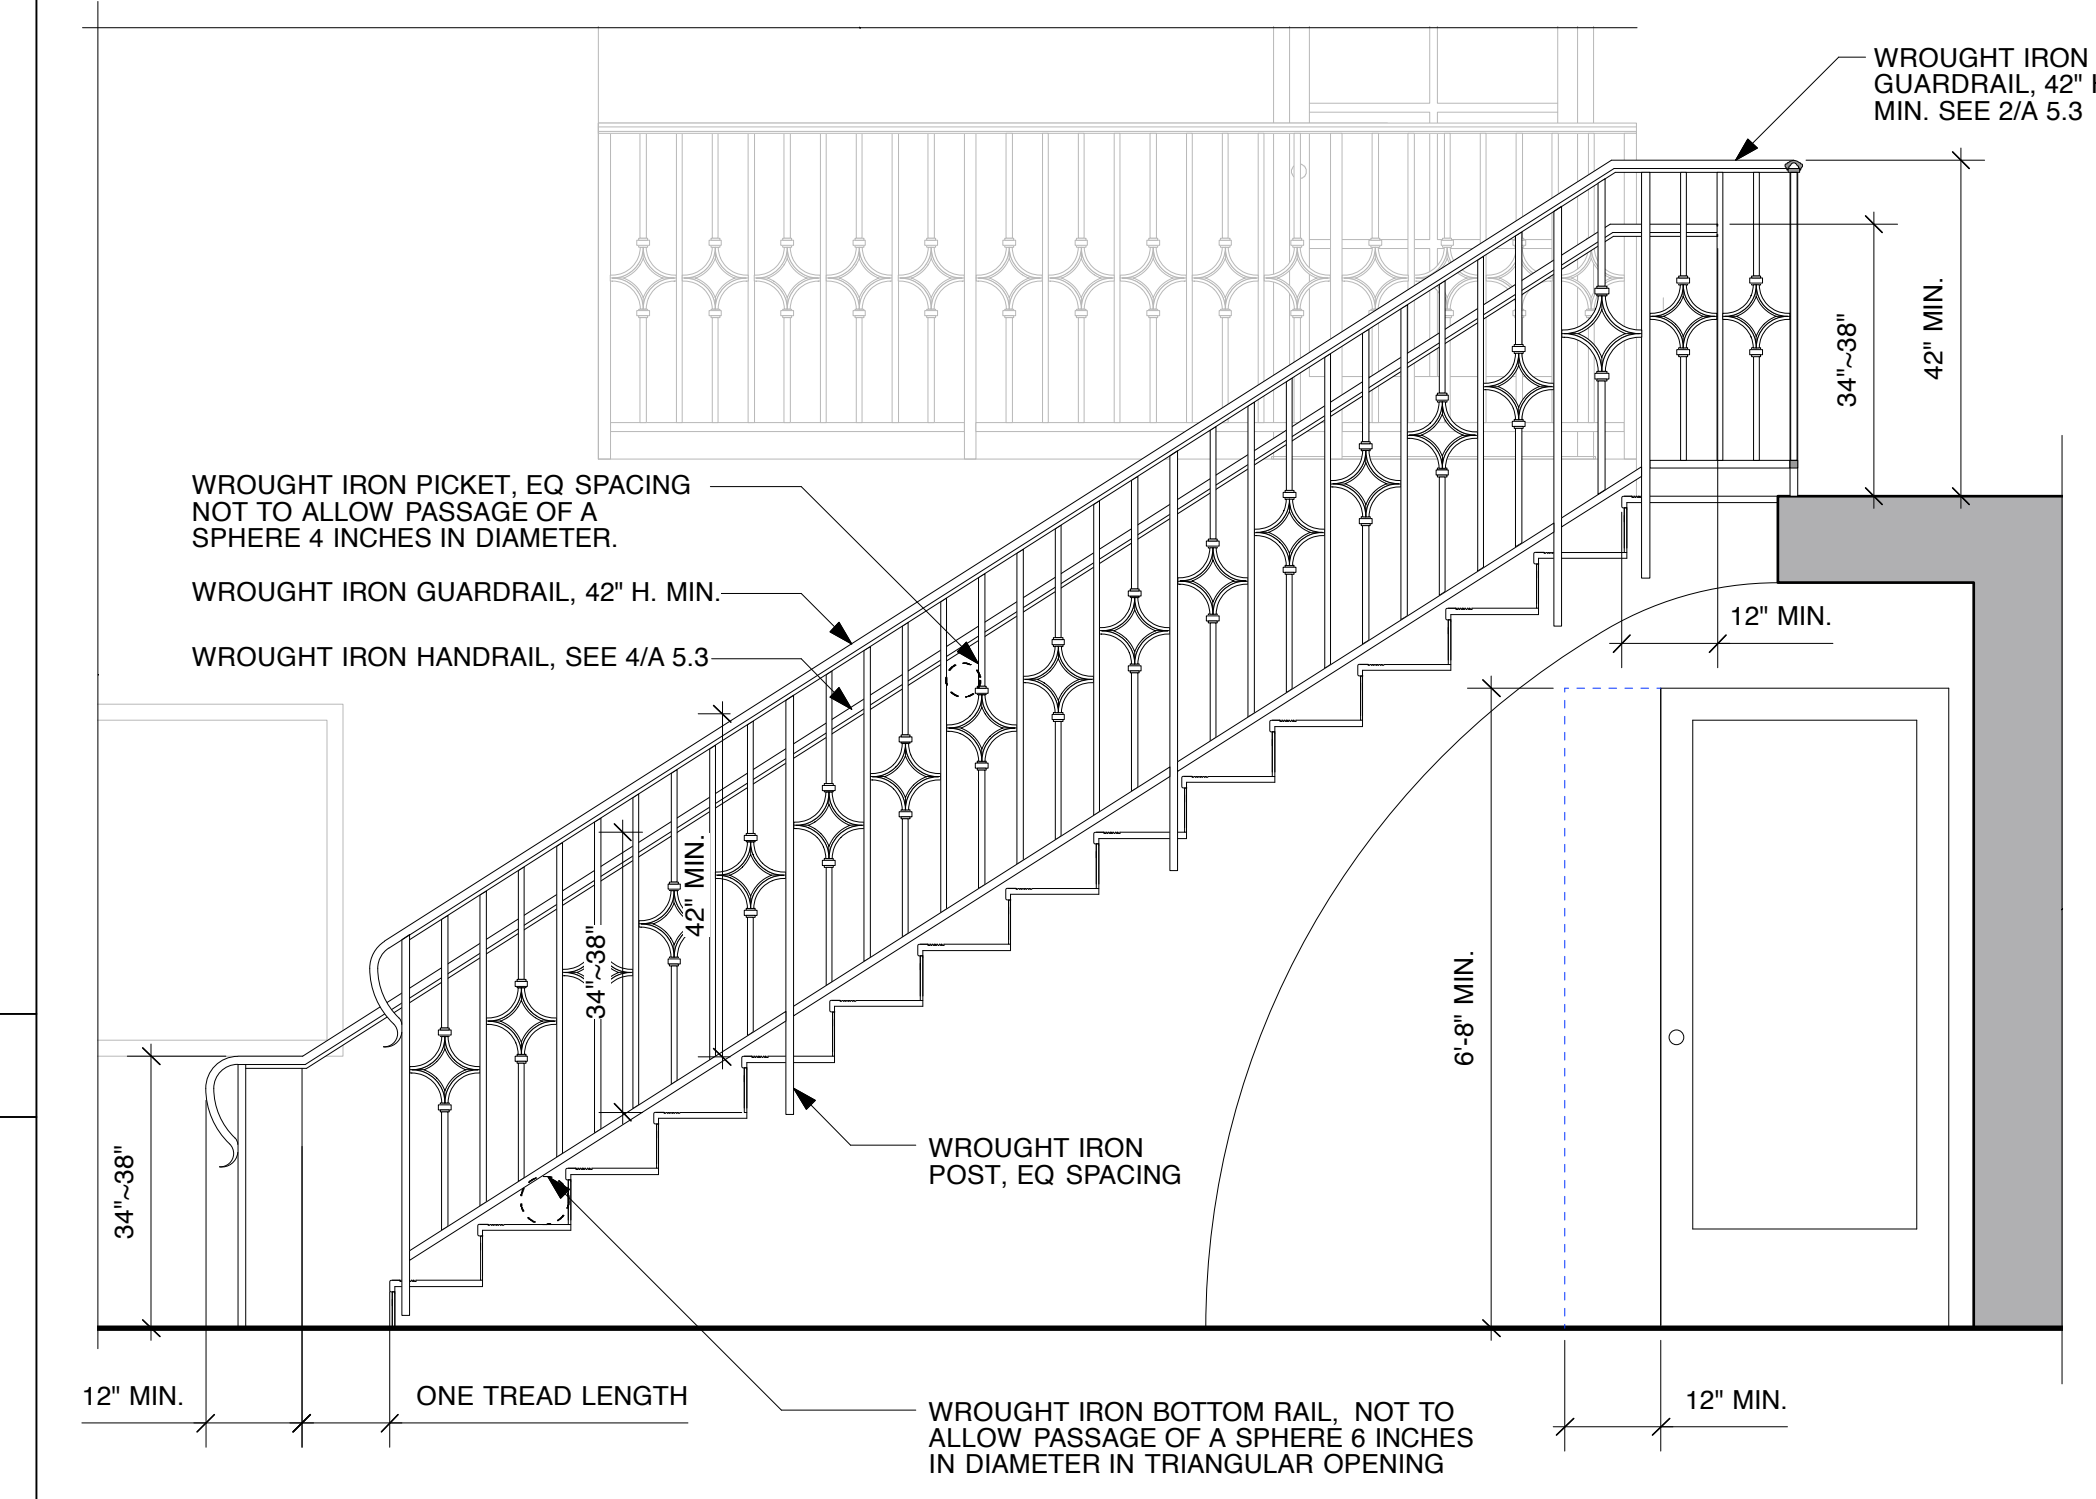 WROUGHT IRON
GUARDRAIL, 42"
MIN. SEE 2/A 5.3
42" MIN.
34"~38"
WROUGHT IRON PICKET, EQ SPACING
NOT TO ALLOW PASSAGE OF A
SPHERE 4 INCHES IN DIAMETER.
WROUGHT IRON GUARDRAIL, 42" H. MIN.
WROUGHT IRON HANDRAIL, SEE 4/A 5.3
12" MIN.
42" MIN.
34"~38"
6'-8" MIN.
34"~38"
WROUGHT IRON
POST, EQ SPACING
12" MIN.
ONE TREAD LENGTH
12" MIN.
WROUGHT IRON BOTTOM RAIL, NOT TO
ALLOW PASSAGE OF A SPHERE 6 INCHES
IN DIAMETER IN TRIANGULAR OPENING